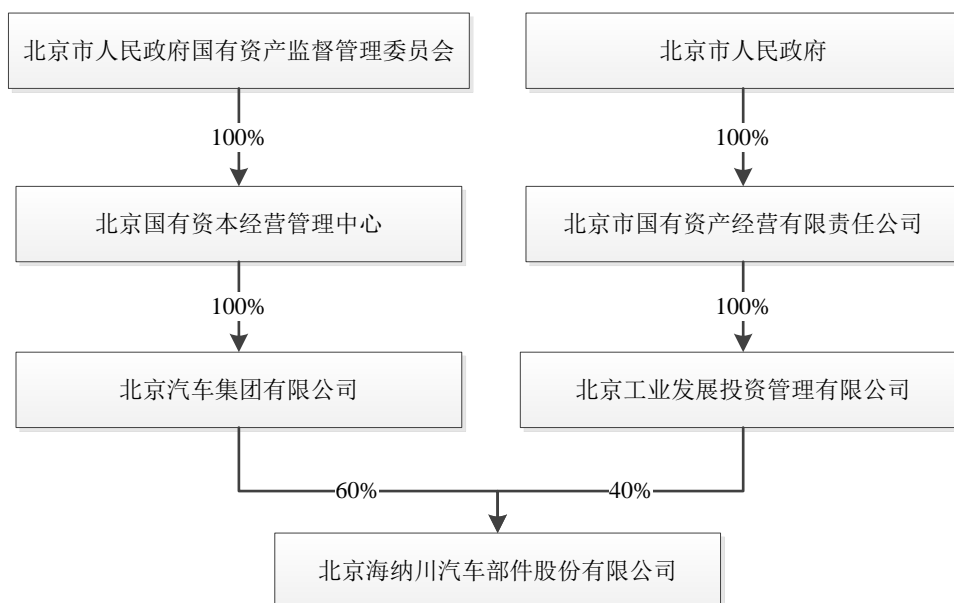 北京市人民政府国有资产监督管理委员会
北京市人民政府
100%
100%
北京国有资本经营管理中心
北京市国有资产经营有限责任公司
100%
100%
北京汽车集团有限公司
北京工业发展投资管理有限公司
60%
40%
北京海纳川汽车部件股份有限公司